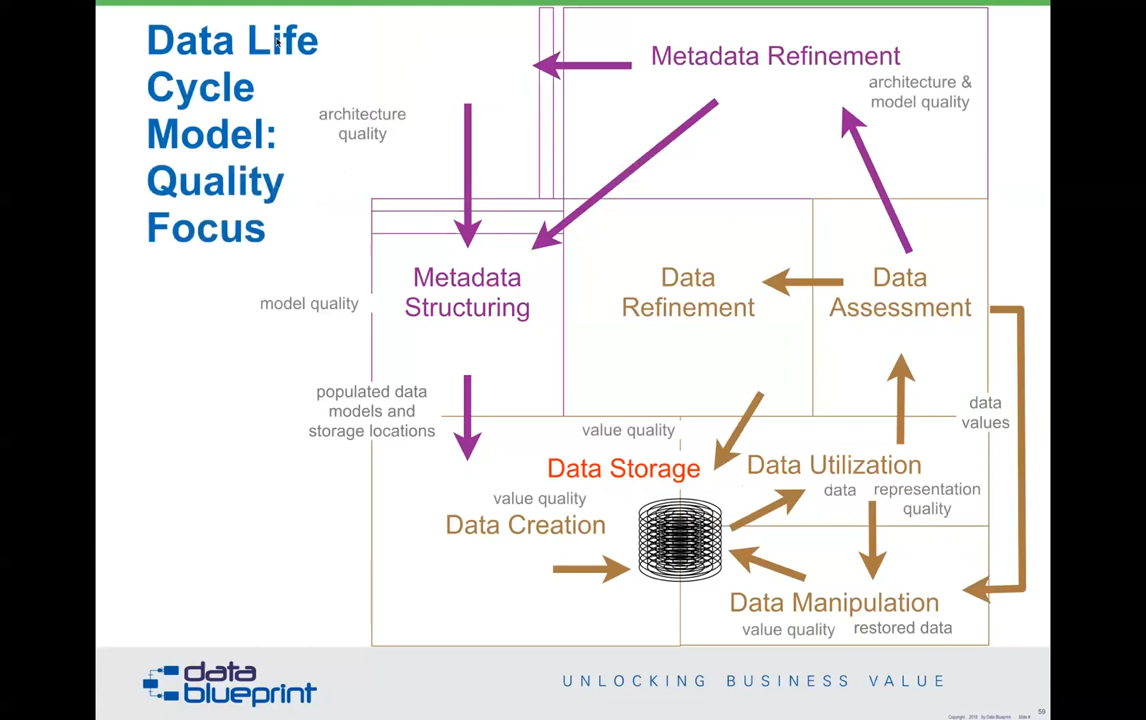 Data Life
Cycle
Model:
Quality
Focus
Metadata Refinement
architecture &
model quality
architecture
quality
Metadata
Structuring
Data
Refinement
Data
Assessment
model quality
populated data
models and
storage locations
data
values
value quality
Data Storage
Data Utilization
data
representation
quality
value quality
Data Creation
Data Manipulation
value quality
restored data
data
blueprint
UNLOCKING BUSINESS VALUE
59